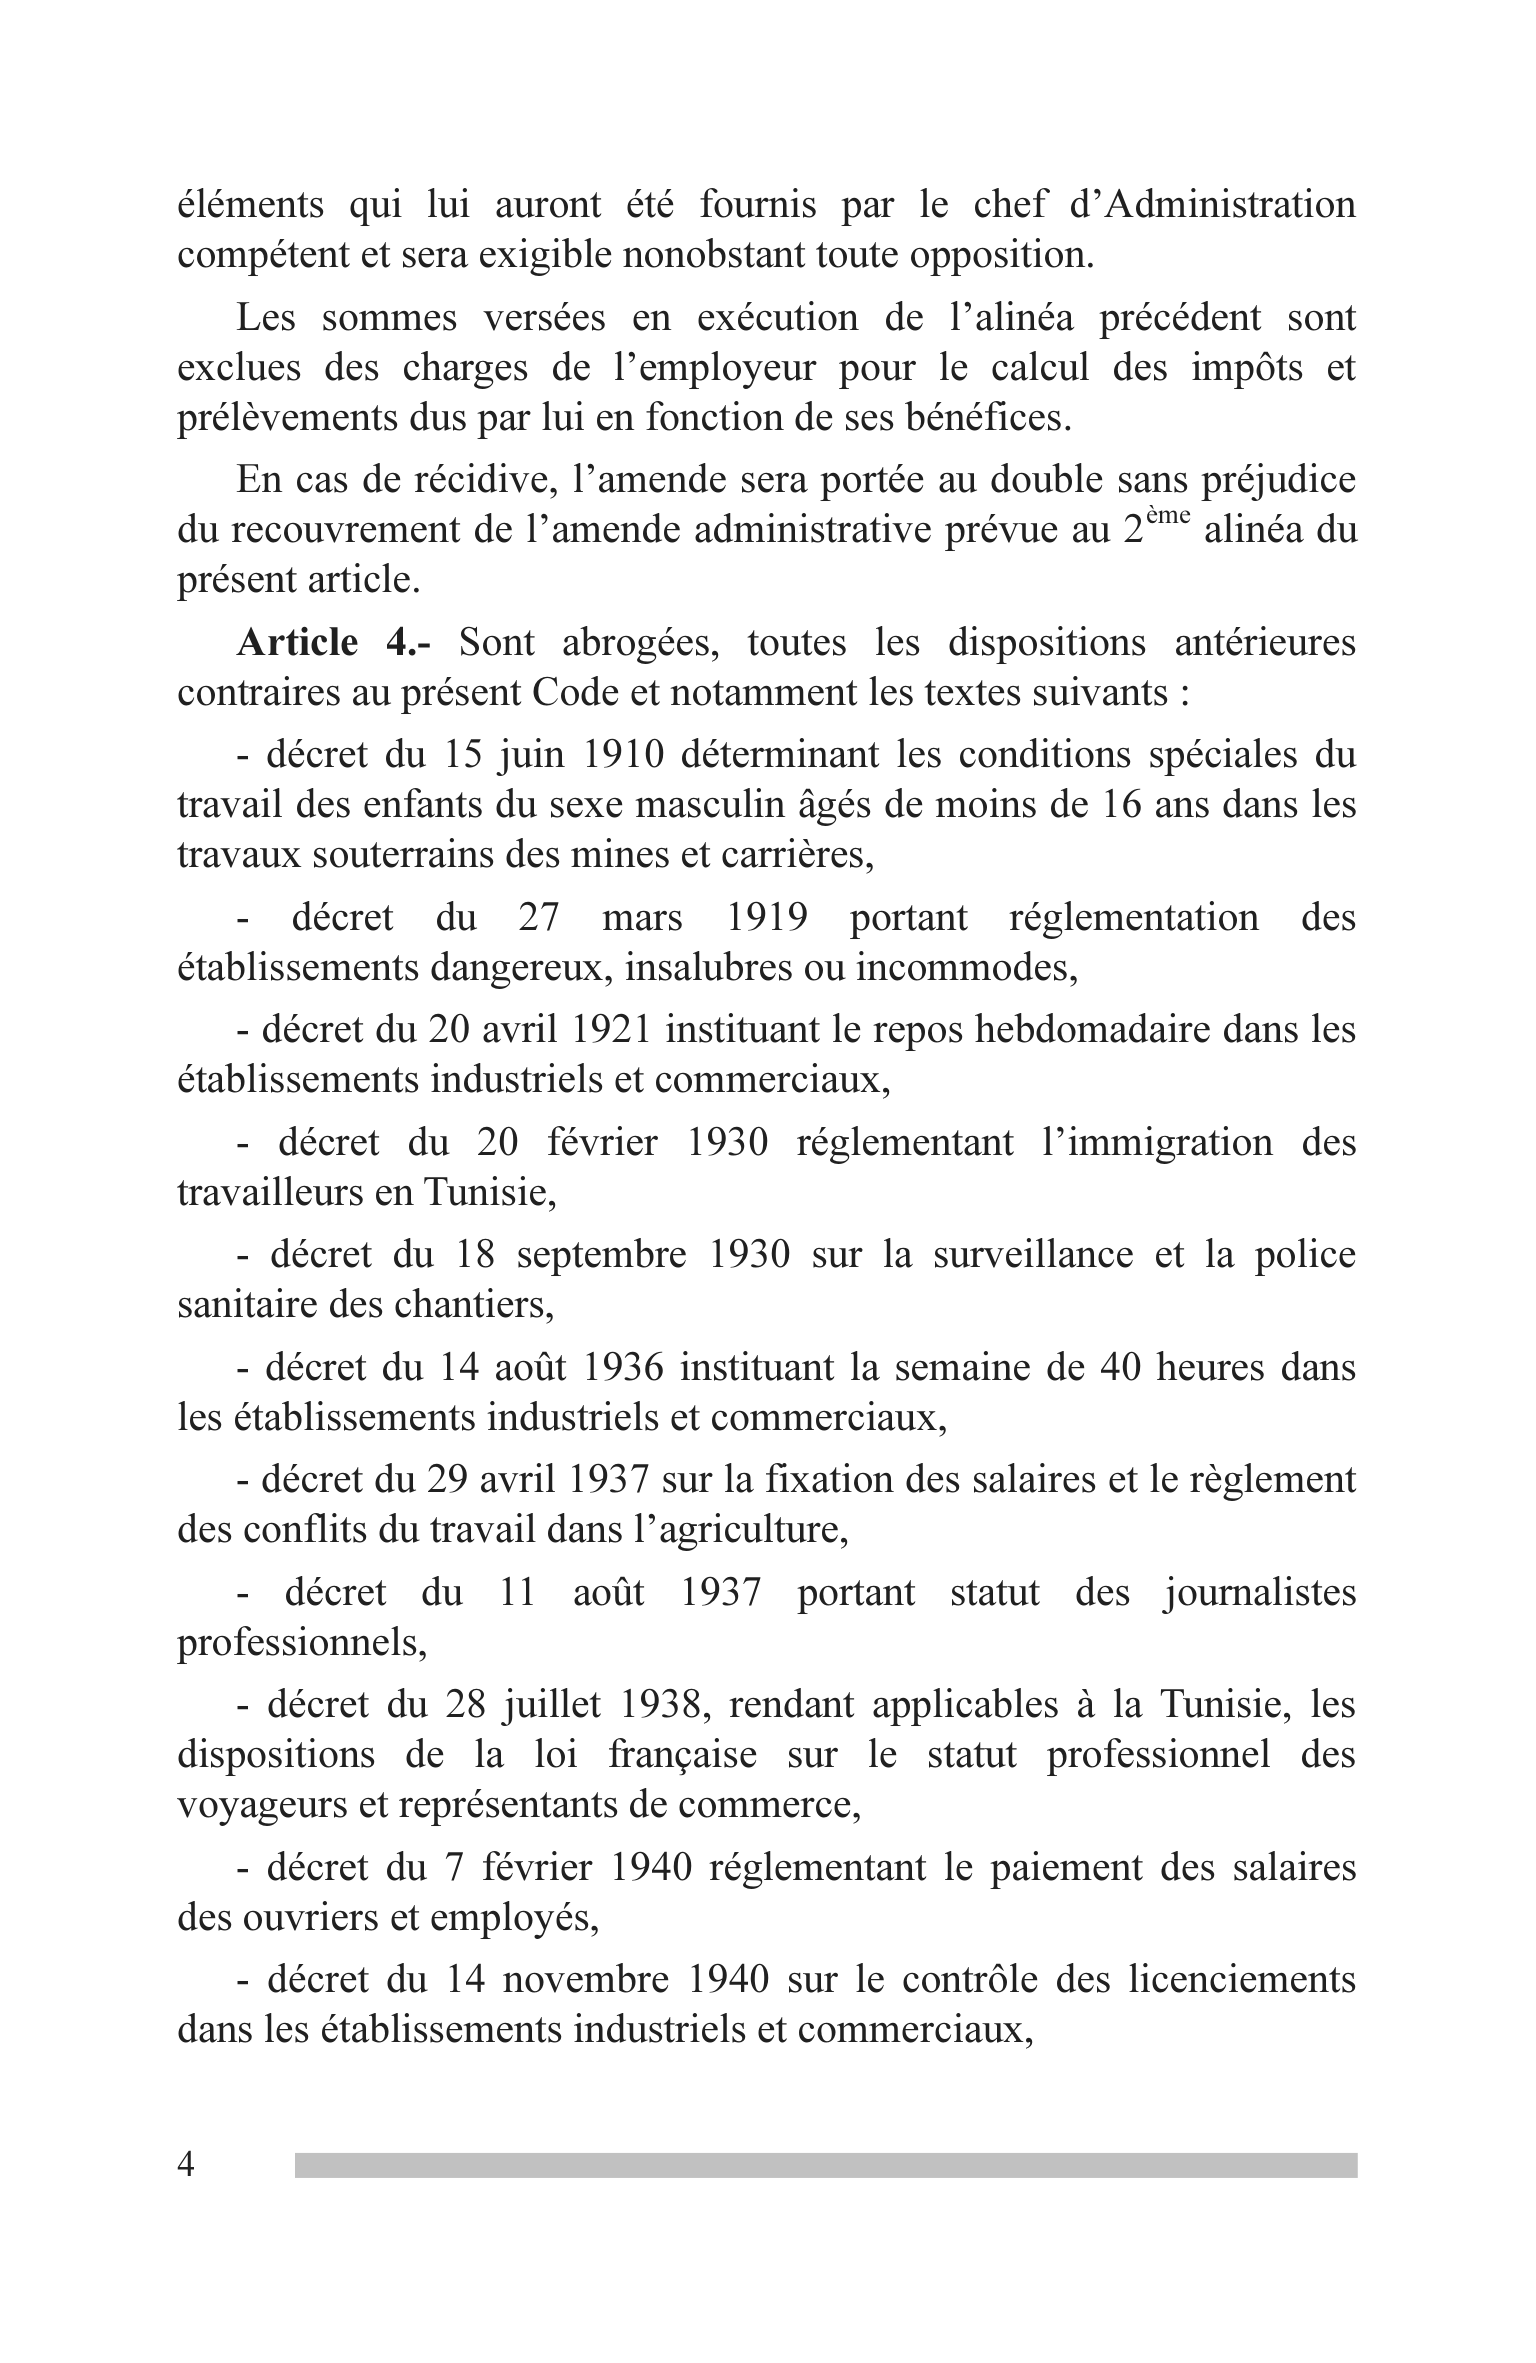 éléments qui lui auront été fournis par le chef d’Administration
compétent et sera exigible nonobstant toute opposition.
Les sommes versées en exécution de l’alinéa précédent sont
exclues des charges de l’employeur pour le calcul des impôts et
prélèvements dus par lui en fonction de ses bénéfices.
En cas de récidive, l’amende sera portée au double sans préjudice
du recouvrement de l’amende administrative prévue au 2ème alinéa du
présent article.
Article 4.- Sont abrogées, toutes les dispositions antérieures
contraires au présent Code et notamment les textes suivants :
- décret du 15 juin 1910 déterminant les conditions spéciales du
travail des enfants du sexe masculin âgés de moins de 16 ans dans les
travaux souterrains des mines et carrières,
- décret du 27 mars 1919 portant réglementation des
établissements dangereux, insalubres ou incommodes,
- décret du 20 avril 1921 instituant le repos hebdomadaire dans les
établissements industriels et commerciaux,
- décret du 20 février 1930 réglementant l’immigration des
travailleurs en Tunisie,
- décret du 18 septembre 1930 sur la surveillance et la police
sanitaire des chantiers,
- décret du 14 août 1936 instituant la semaine de 40 heures dans
les établissements industriels et commerciaux,
- décret du 29 avril 1937 sur la fixation des salaires et le règlement
des conflits du travail dans l’agriculture,
- décret du 11 août 1937 portant statut des journalistes
professionnels,
- décret du 28 juillet 1938, rendant applicables à la Tunisie, les
dispositions de la loi française sur le statut professionnel des
voyageurs et représentants de commerce,
- décret du 7 février 1940 réglementant le paiement des salaires
des ouvriers et employés,
- décret du 14 novembre 1940 sur le contrôle des licenciements
dans les établissements industriels et commerciaux,
4